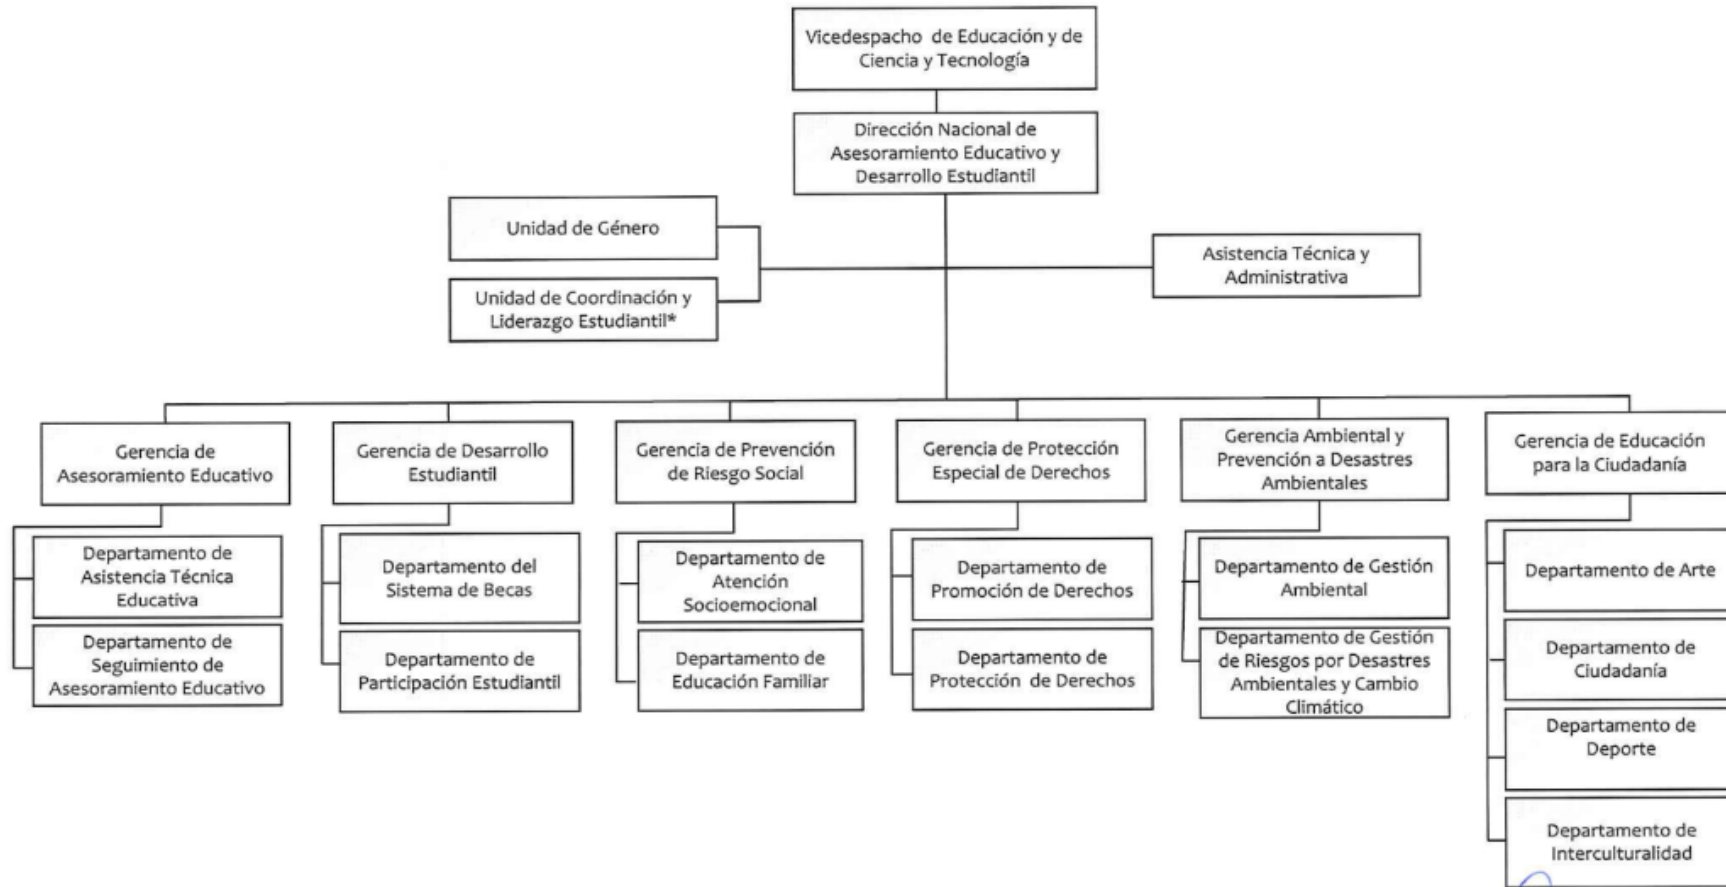 Vicedespacho de Educación y de
Ciencia y Tecnología
Dirección Nacional de
Asesoramiento Educativo y
Desarrollo Estudiantil
Unidad de Género
Unidad de Coordinación y
Liderazgo Estudiantil*
Asistencia Técnica y
Administrativa
Gerencia de
Asesoramiento Educativo
Gerencia de Desarrollo
Estudiantil
Gerencia de Prevención
de Riesgo Social
Gerencia de Protección
Especial de Derechos
Gerencia Ambiental y
Prevención a Desastres
Ambientales
Gerencia de Educación
para la Ciudadanía
Departamento de
Asistencia Técnica
Educativa
Departamento de
Seguimiento de
Asesoramiento Educativo
Departamento del
Sistema de Becas
Departamento de
Participación Estudiantil
Departamento de
Atención
Socioemocional
Departamento de
Educación Familiar
Departamento de
Promoción de Derechos
Departamento de
Protección de Derechos
Departamento de Gestión
Ambiental
Departamento de Gestión
de Riesgos por Desastres
Ambientales y Cambio
Climático
Departamento de Arte
Departamento de
Ciudadanía
Departamento de
Deporte
Departamento de
Interculturalidad